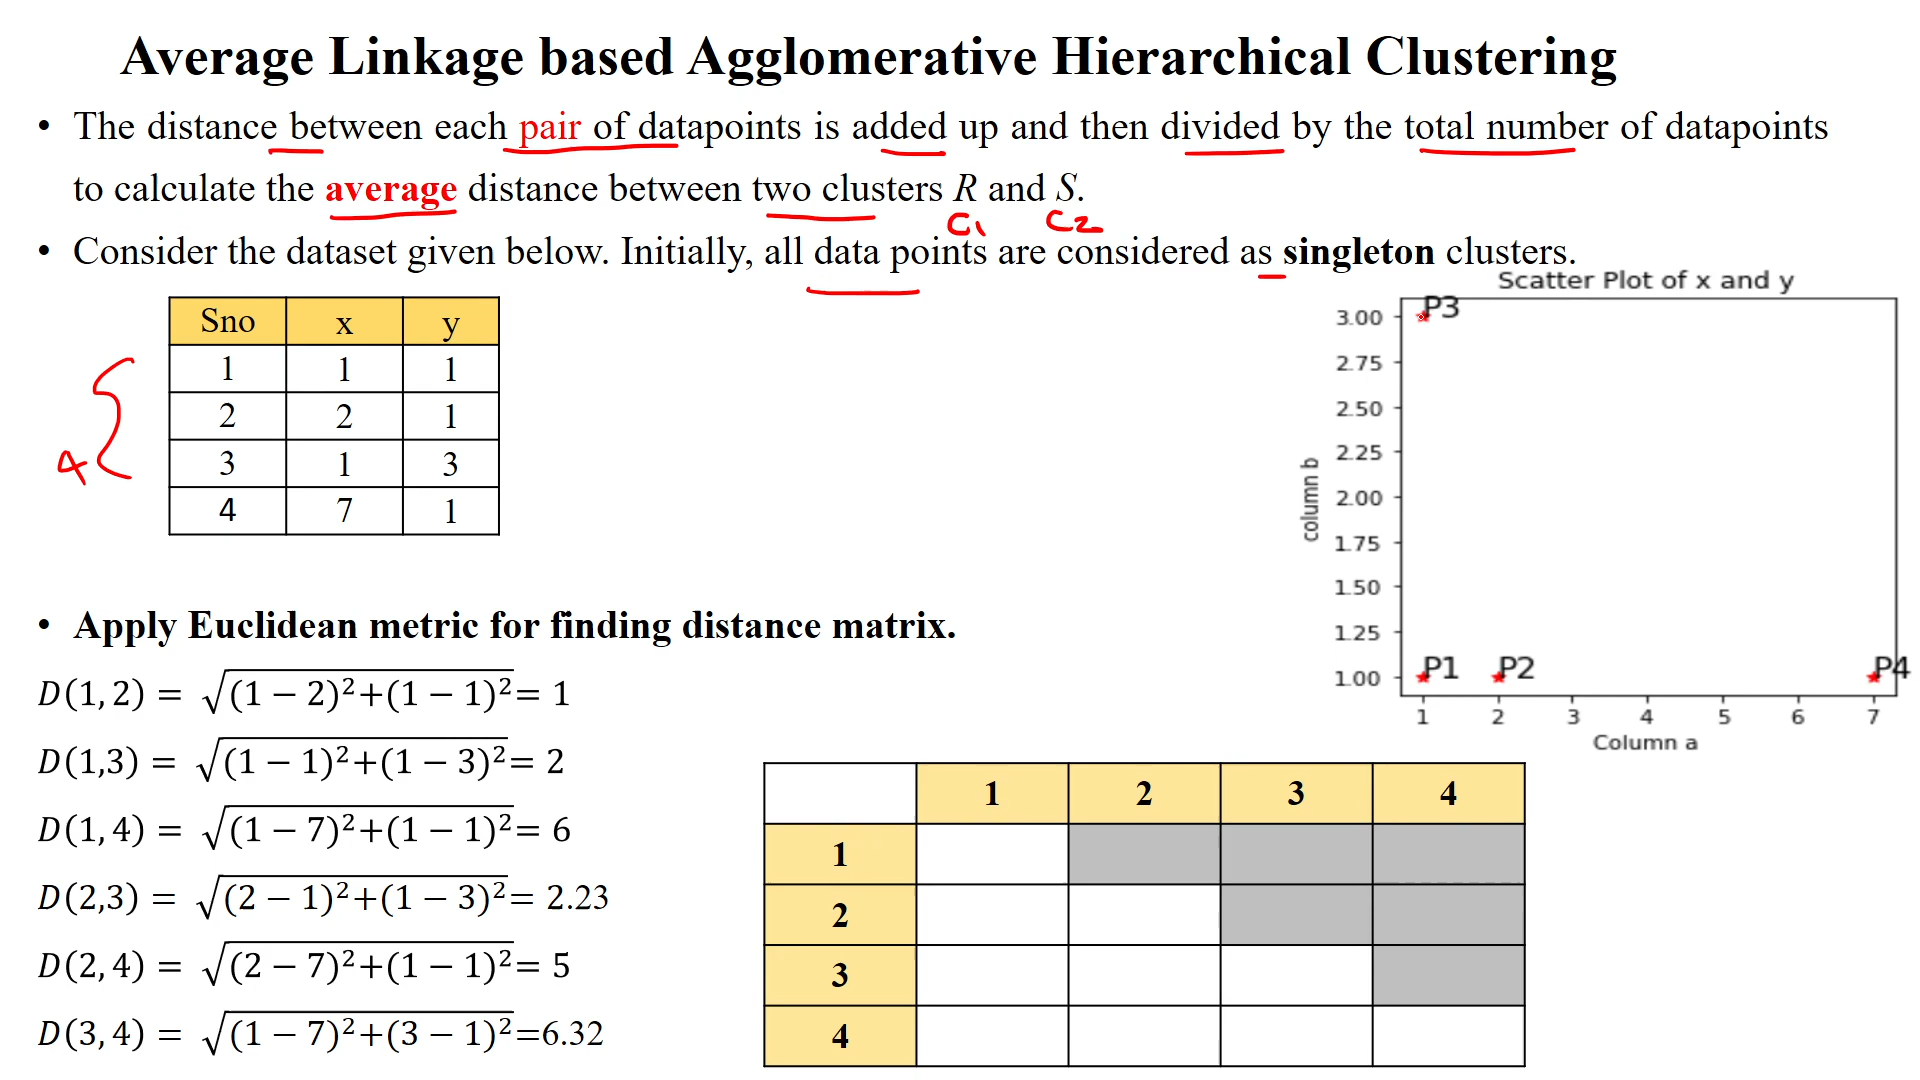 Average Linkage based Agglomerative Hierarchical Clustering
• The distance between each pair of datapoints is added up and then divided by the total number of datapoints
to calculate the average distance between two clusters R and S.
C1 C2
• Consider the dataset given below. Initially, all data points are considered as singleton clusters.
Sno x y
1 1 1
2 2 1
3 1 3
4 7 1
4
Scatter Plot of x and y
P3
3.00
2.75
2.50
2.25
2.00
1.75
1.50
1.25
1.00
column b
P1 P2 P4
1 2 3 4 5 6 7
Column a
• Apply Euclidean metric for finding distance matrix.
D(1,2) = √(1 − 2)²+(1 − 1)²= 1
D(1,3) = √(1 − 1)²+(1 − 3)²= 2
D(1,4) = √(1 − 7)²+(1 − 1)²= 6
D(2,3) = √(2 − 1)²+(1 − 3)²= 2.23
D(2,4) = √(2 − 7)²+(1 − 1)²= 5
D(3,4) = √(1 − 7)²+(3 − 1)²=6.32
1 2 3 4
1
2
3
4